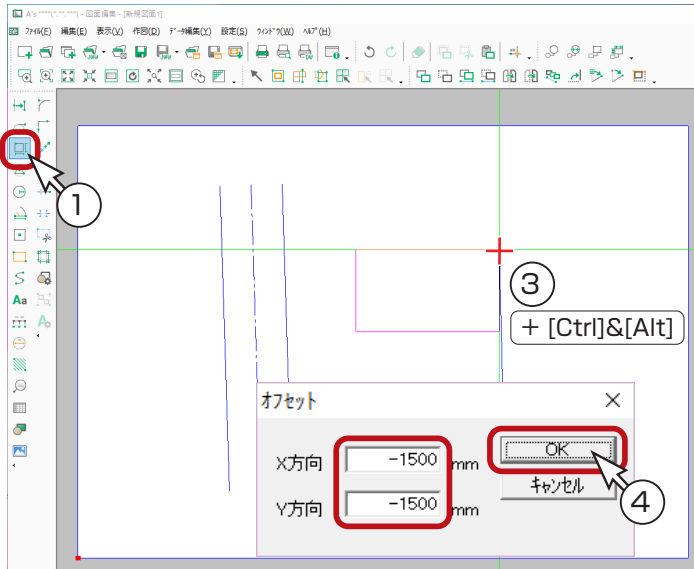 A's ****(*.**.***) - 図面編集 - [新規図面1]
ファイル(F) 編集(E) 表示(V) 作図(D) データ編集(Y) 設定(S) ウインドウ(W) ヘルプ(H)
①
③
+ [Ctrl]&[Alt]
オフセット
X方向 -1500 mm
OK
Y方向 -1500 mm
キャンセル
④
Aa